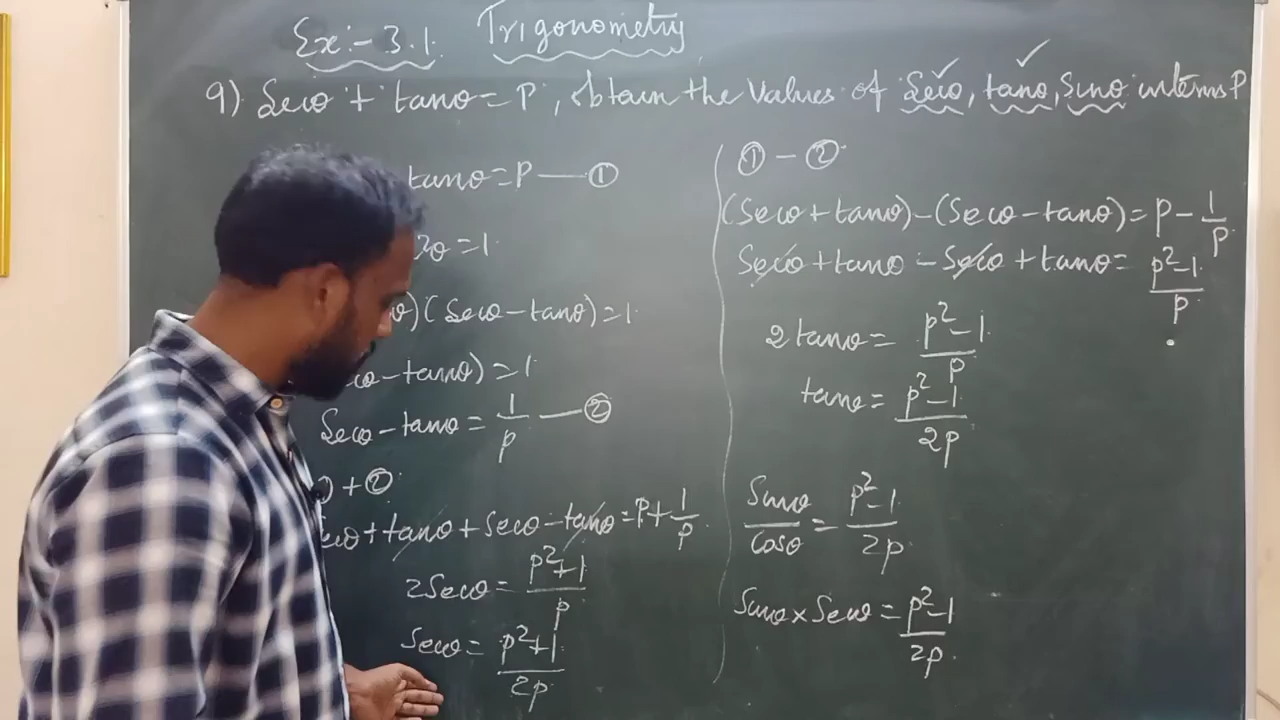 Ex:- 3.1 Trigonometry
9) Secθ + tanθ = P, obtain the values of Secθ, tanθ, Sinθ interms P
tanθ = P — ①
θ = 1
θ) (Secθ - tanθ) = 1
cθ - tanθ) = 1
Secθ - tanθ = 1/p — ②
) + ②
ecθ + tanθ + Secθ - tanθ = P + 1/p
2Secθ = p²+1/p
Secθ = p²+1/2p
① - ②
(Secθ + tanθ) - (Secθ - tanθ) = P - 1/p
Secθ + tanθ - Secθ + tanθ = p²-1/p
2tanθ = p²-1/p
tanθ = p²-1/2p
Sinθ/Cosθ = p²-1/2p
Sinθ × Secθ = p²-1/2p